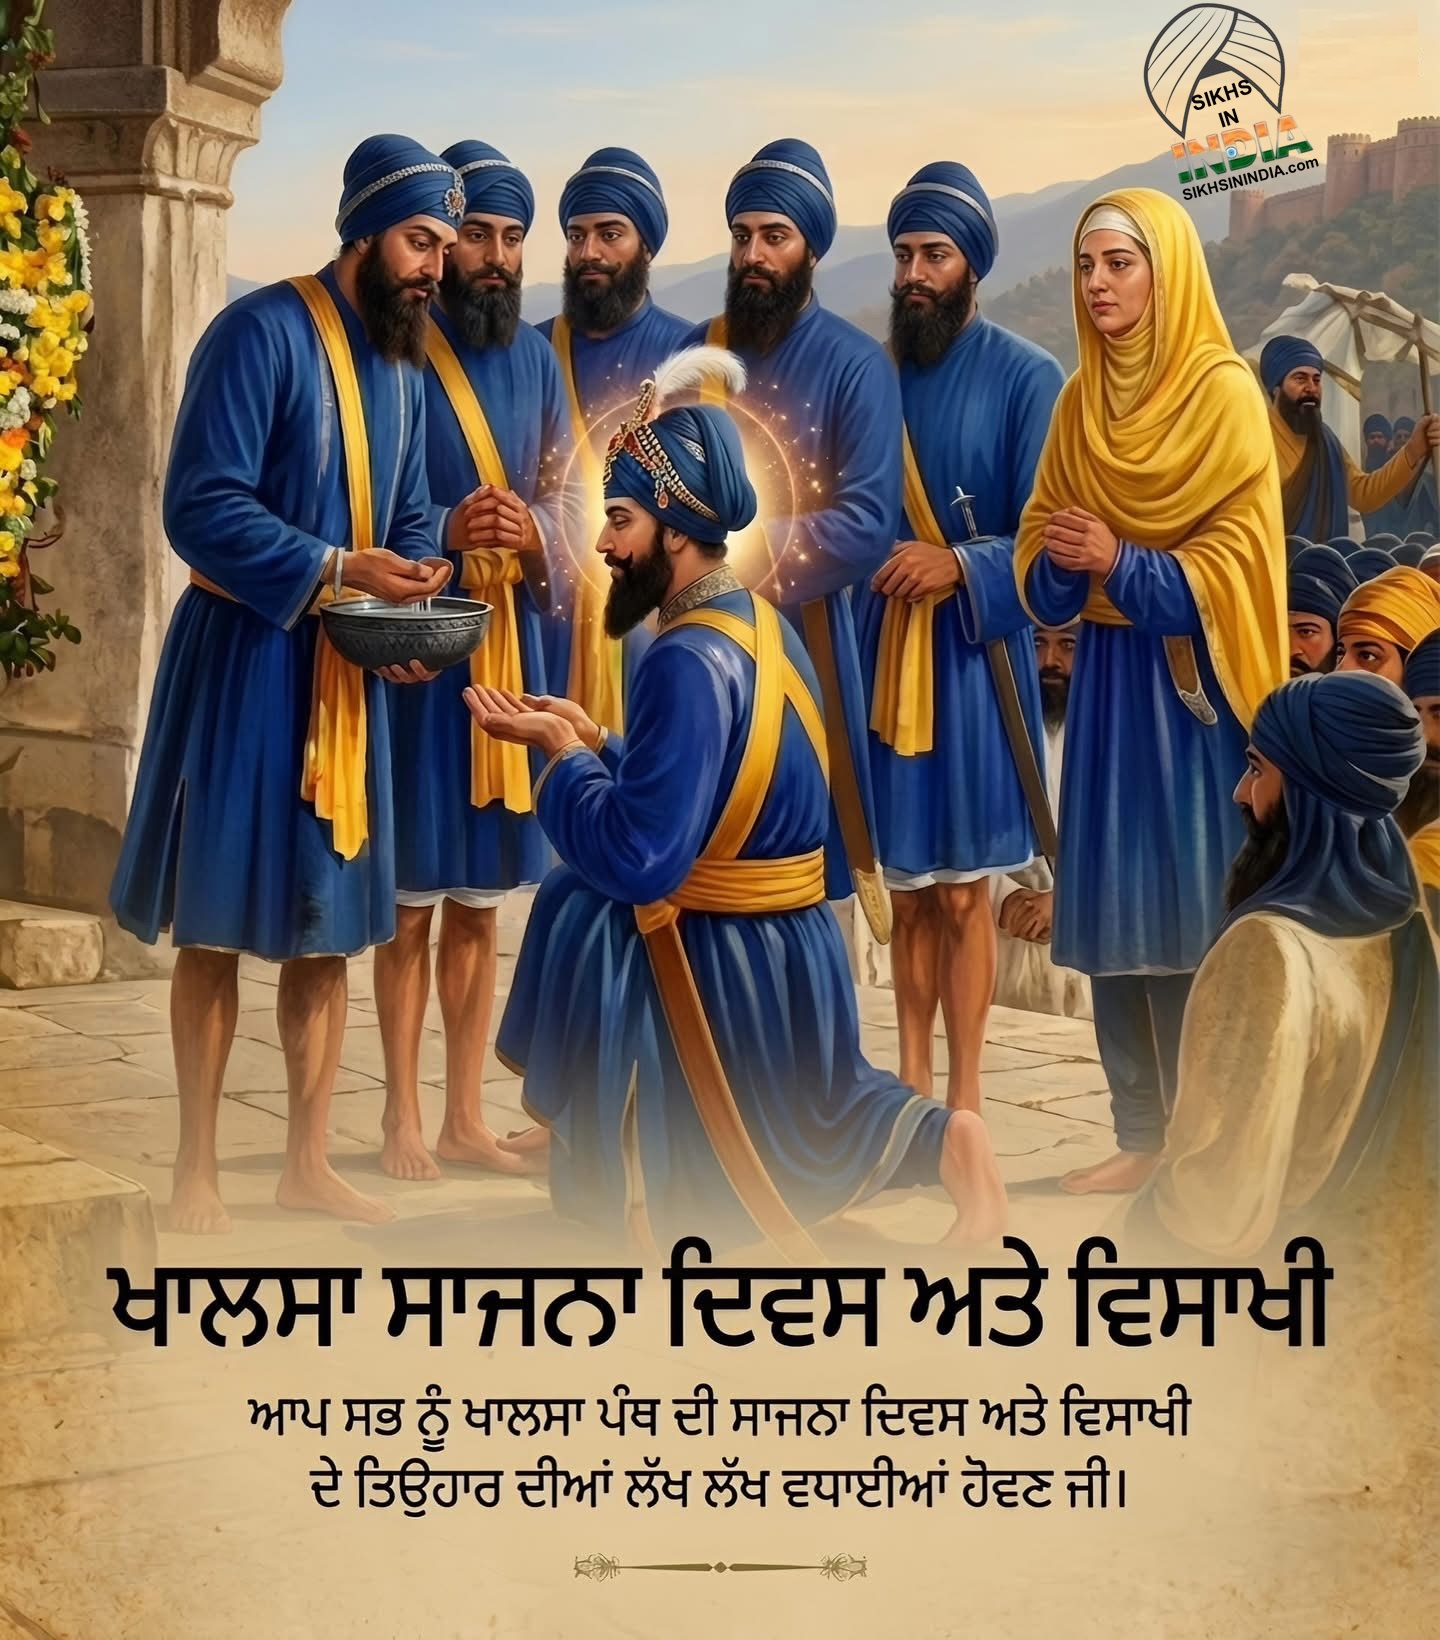 SIKHS
IN
INDIA
SIKHSININDIA.com
ਖਾਲਸਾ ਸਾਜਨਾ ਦਿਵਸ ਅਤੇ ਵਿਸਾਖੀ
ਆਪ ਸਭ ਨੂੰ ਖਾਲਸਾ ਪੰਥ ਦੀ ਸਾਜਨਾ ਦਿਵਸ ਅਤੇ ਵਿਸਾਖੀ
ਦੇ ਤਿਉਹਾਰ ਦੀਆਂ ਲੱਖ ਲੱਖ ਵਧਾਈਆਂ ਹੋਵਣ ਜੀ।